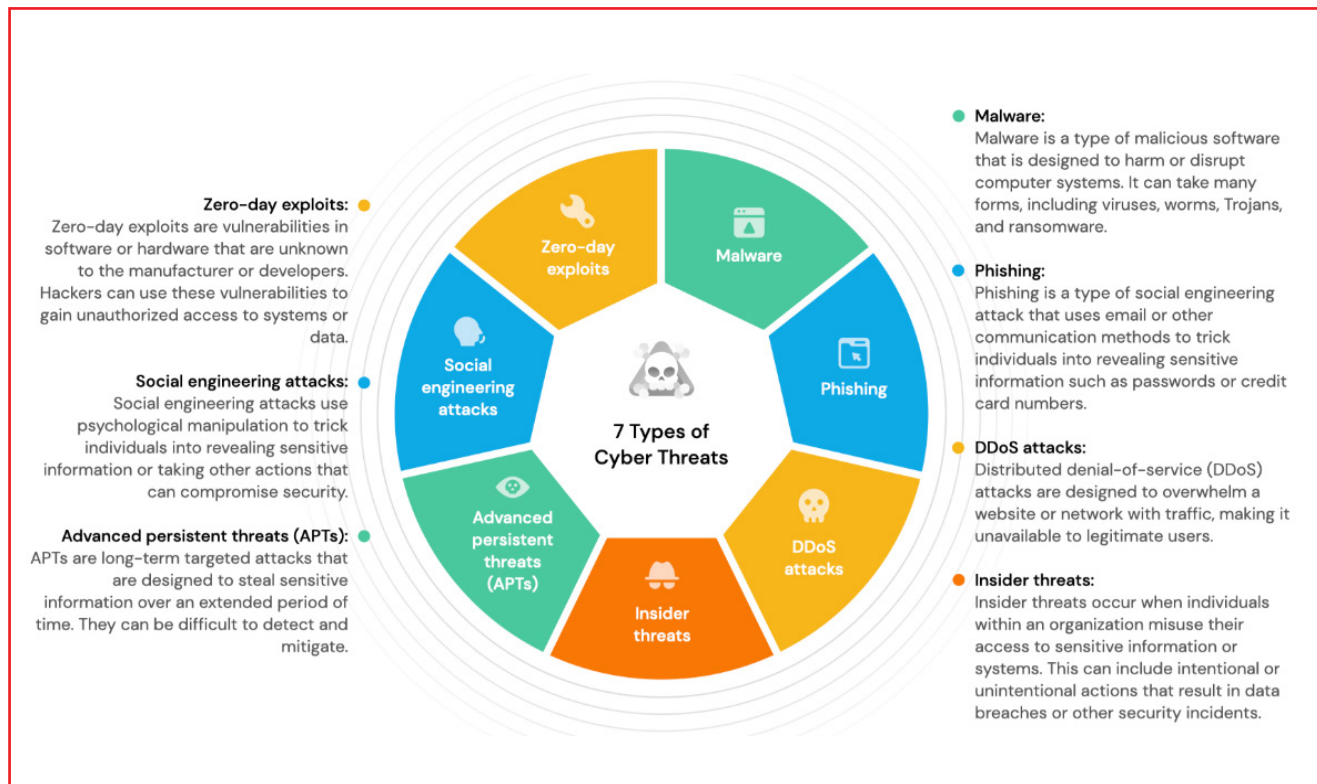 Zero-day exploits:
Zero-day exploits are vulnerabilities in
software or hardware that are unknown
to the manufacturer or developers.
Hackers can use these vulnerabilities to
gain unauthorized access to systems or
data.
Social engineering attacks:
Social engineering attacks use
psychological manipulation to trick
individuals into revealing sensitive
information or taking other actions that
can compromise security.
Advanced persistent threats (APTs):
APTs are long-term targeted attacks that
are designed to steal sensitive
information over an extended period of
time. They can be difficult to detect and
mitigate.
Zero-day
exploits
Malware
Social
engineering
attacks
Phishing
7 Types of
Cyber Threats
Advanced
persistent
threats
(APTs)
DDoS
attacks
Insider
threats
Malware:
Malware is a type of malicious software
that is designed to harm or disrupt
computer systems. It can take many
forms, including viruses, worms, Trojans,
and ransomware.
Phishing:
Phishing is a type of social engineering
attack that uses email or other
communication methods to trick
individuals into revealing sensitive
information such as passwords or credit
card numbers.
DDoS attacks:
Distributed denial-of-service (DDoS)
attacks are designed to overwhelm a
website or network with traffic, making it
unavailable to legitimate users.
Insider threats:
Insider threats occur when individuals
within an organization misuse their
access to sensitive information or
systems. This can include intentional or
unintentional actions that result in data
breaches or other security incidents.